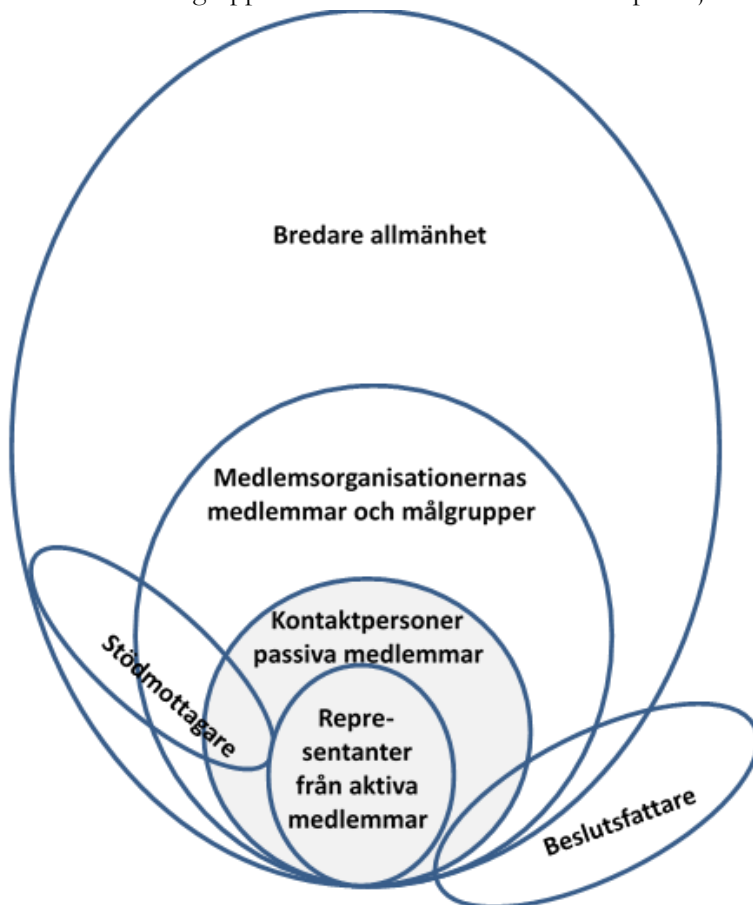 Bredare allmänhet
Medlemsorganisationernas
medlemmar och målgrupper
Kontaktpersoner
passiva medlemmar
Stödmottagare
Repre-
sentanter
från aktiva
medlemmar
Beslutsfattare